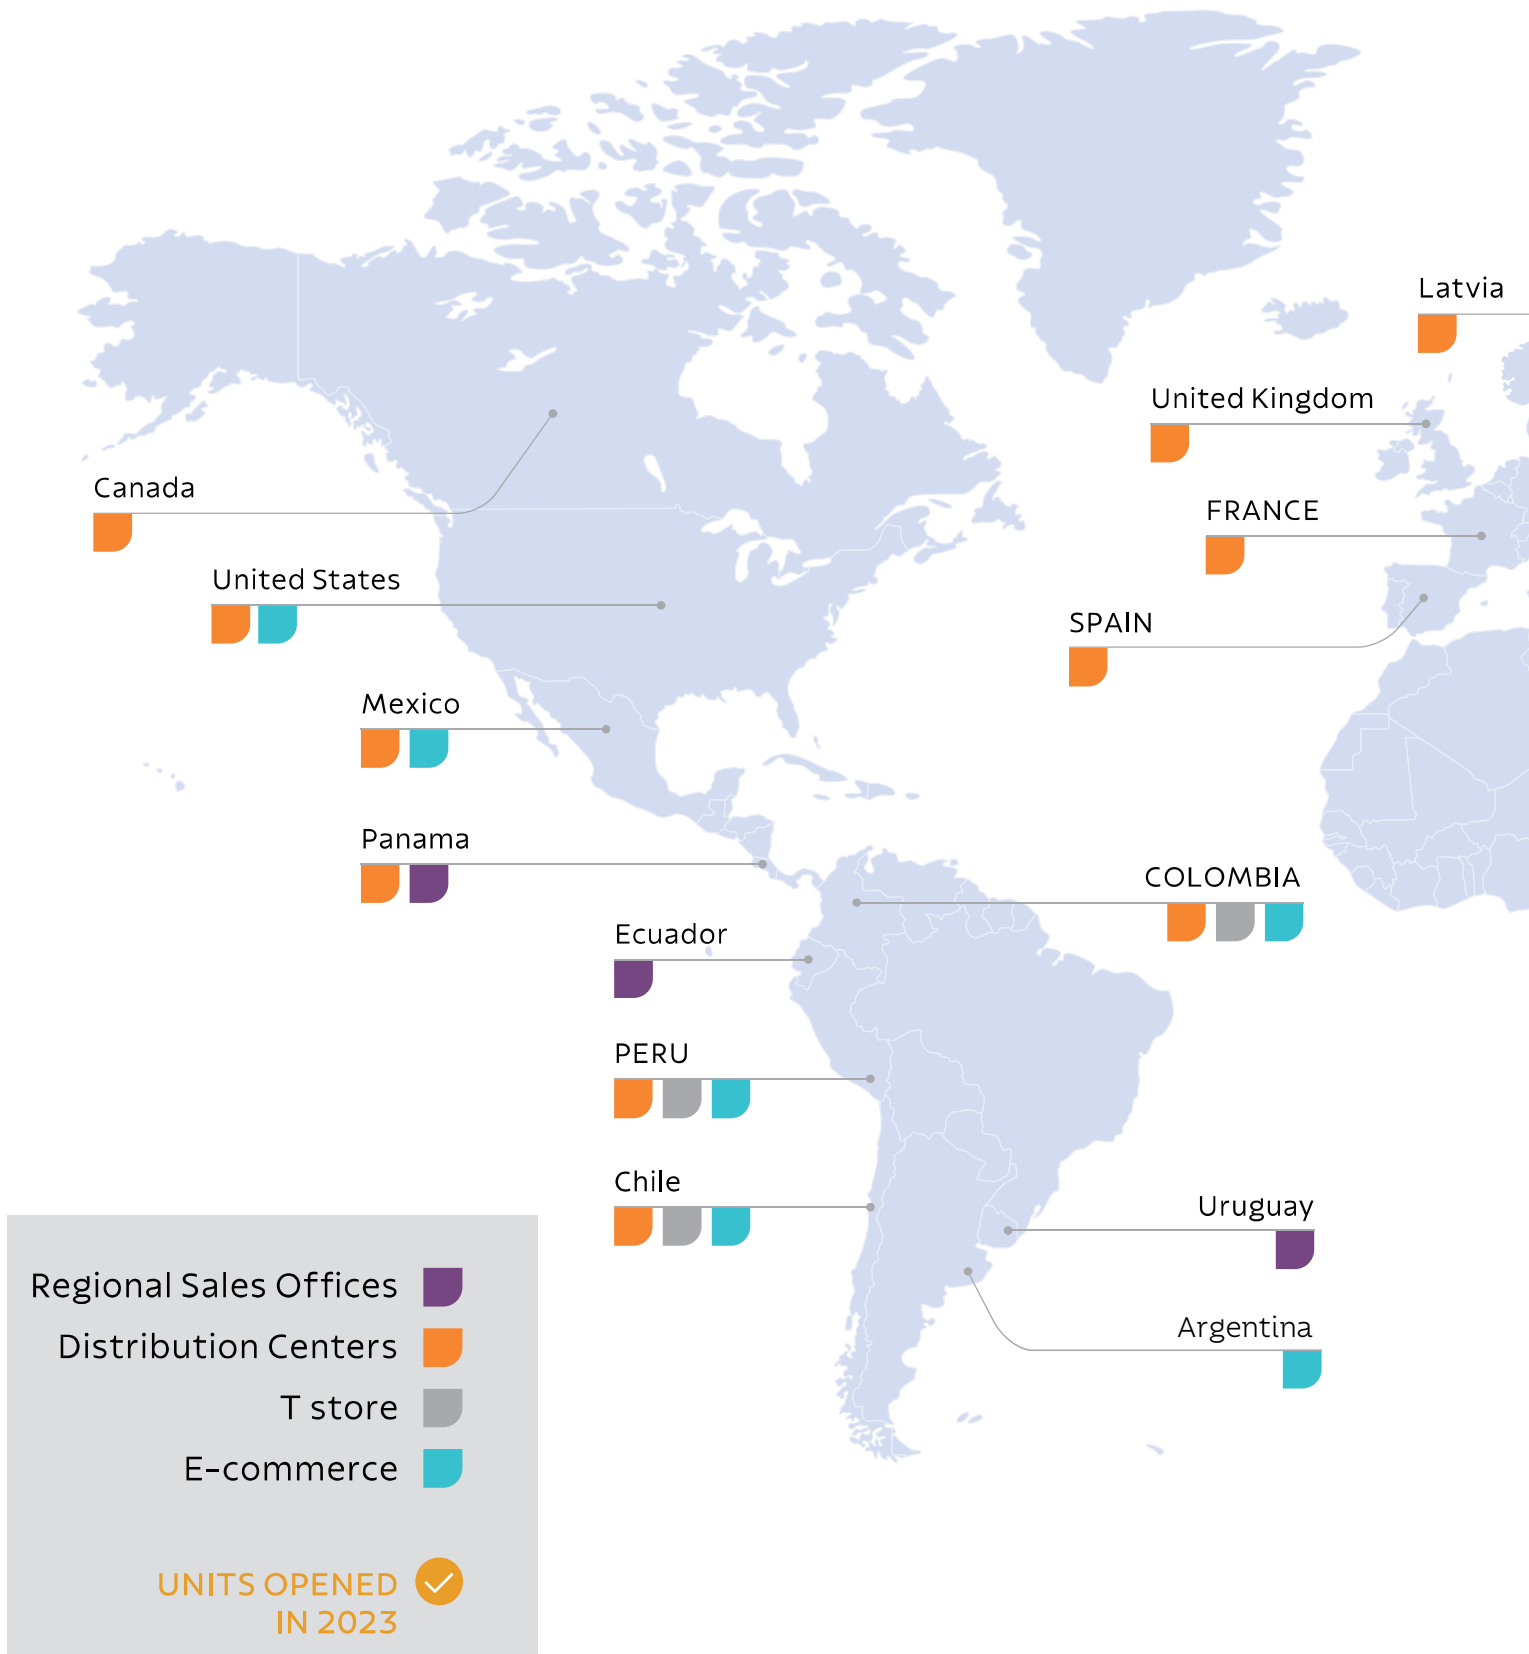 Latvia
United Kingdom
Canada
FRANCE
United States
SPAIN
Mexico
Panama
COLOMBIA
Ecuador
PERU
Chile
Uruguay
Argentina
Regional Sales Offices
Distribution Centers
T store
E-commerce
UNITS OPENED
IN 2023